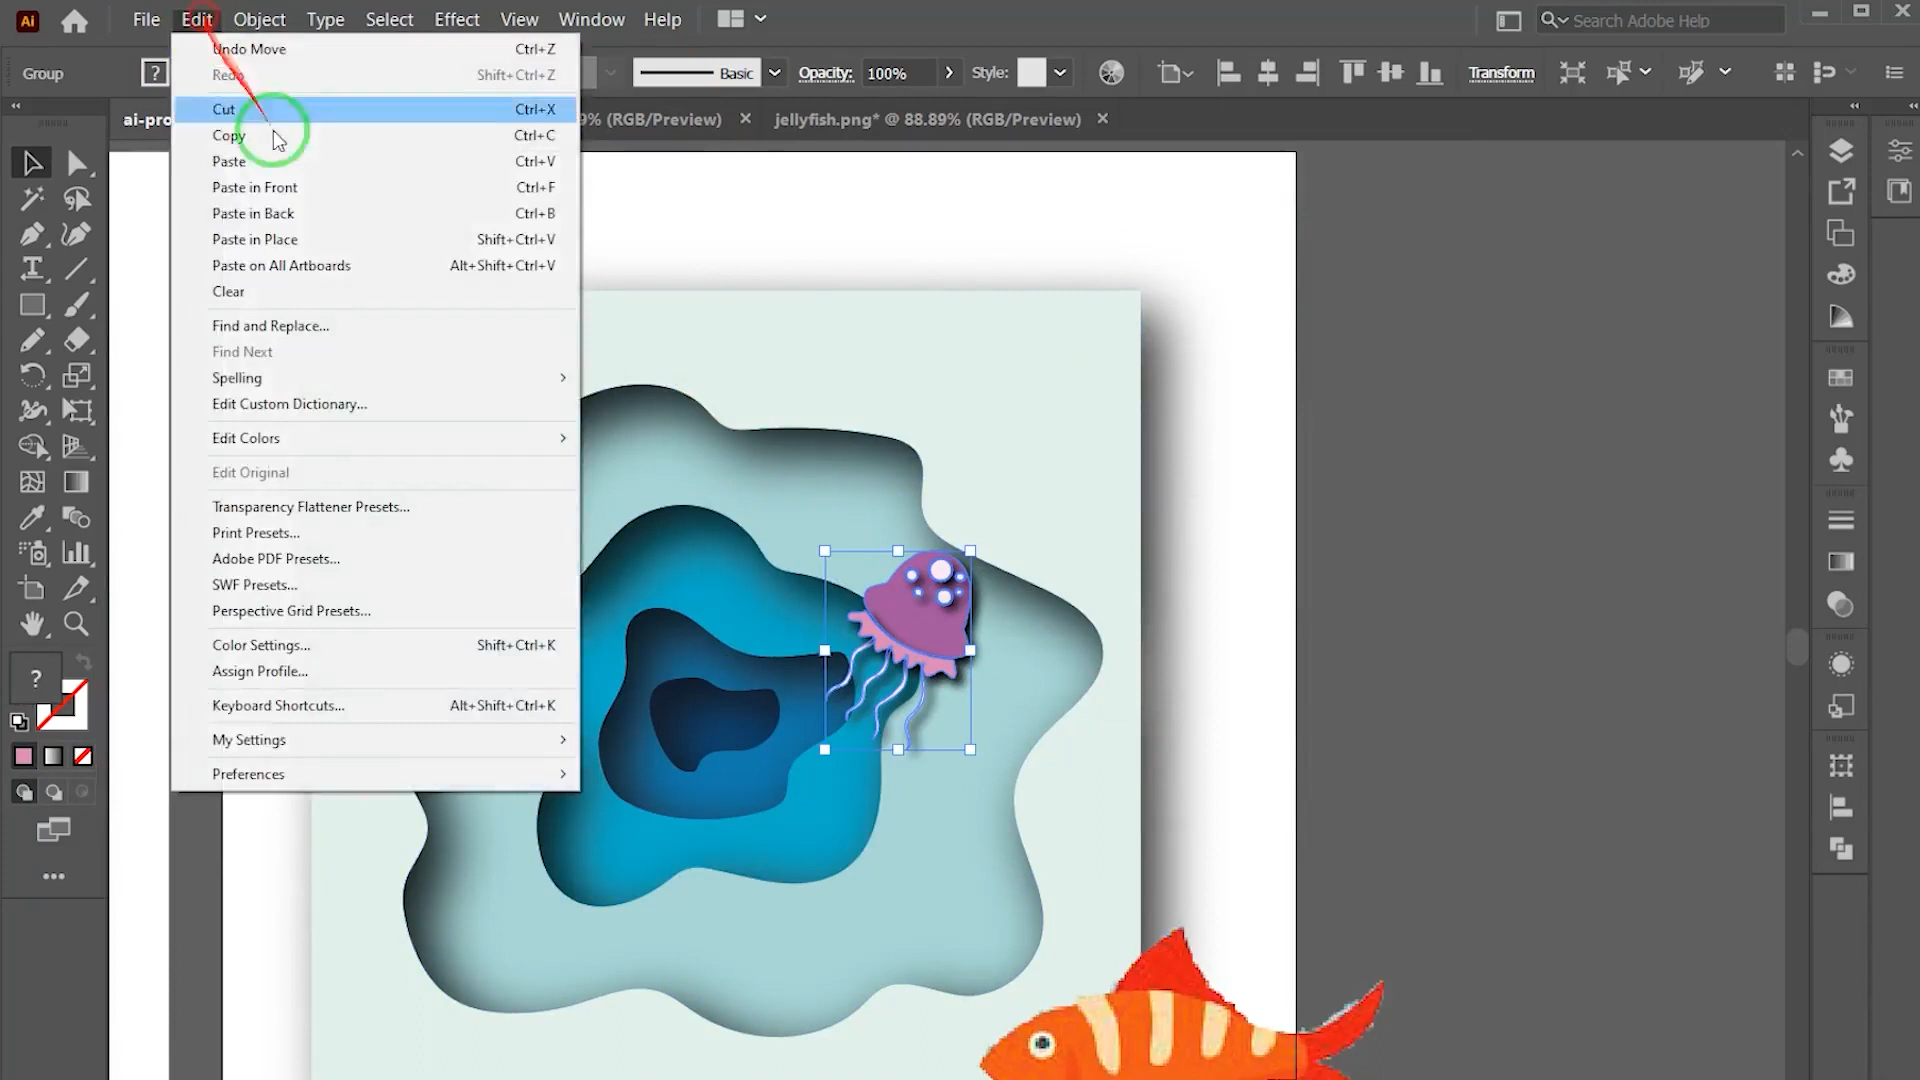 Ai File Edit Object Type Select Effect View Window Help Search Adobe Help
Group ? Basic Opacity: 100% Style: Transform
ai-pro 9% (RGB/Preview) jellyfish.png* @ 88.89% (RGB/Preview)
Undo Move Ctrl+Z
Redo Shift+Ctrl+Z
Cut Ctrl+X
Copy Ctrl+C
Paste Ctrl+V
Paste in Front Ctrl+F
Paste in Back Ctrl+B
Paste in Place Shift+Ctrl+V
Paste on All Artboards Alt+Shift+Ctrl+V
Clear
Find and Replace...
Find Next
Spelling
Edit Custom Dictionary...
Edit Colors
Edit Original
Transparency Flattener Presets...
Print Presets...
Adobe PDF Presets...
SWF Presets...
Perspective Grid Presets...
Color Settings... Shift+Ctrl+K
Assign Profile...
Keyboard Shortcuts... Alt+Shift+Ctrl+K
My Settings
Preferences
?